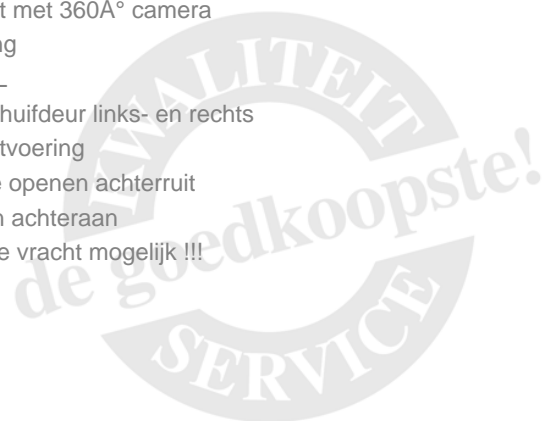 t met 360Â° camera
ng
_
huifdeur links- en rechts
tvoering
e openen achterruit
n achteraan
e vracht mogelijk !!!
KWALITEIT
de goedkoopste!
SERVICE